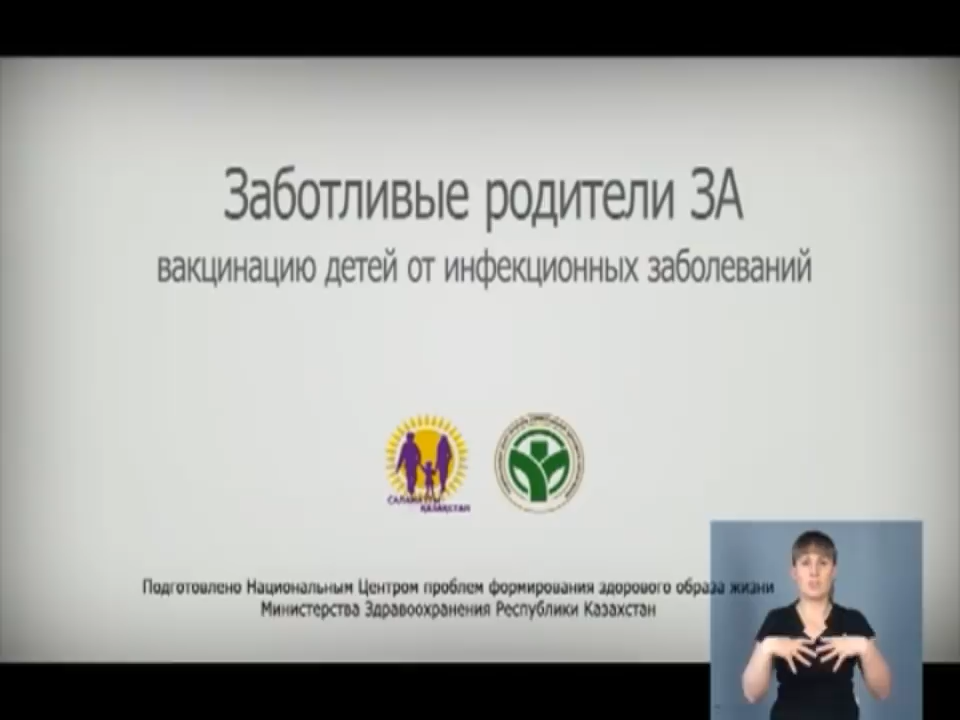 Заботливые родители ЗА
вакцинацию детей от инфекционных заболеваний
САЛАМАТТЫ
ҚАЗАҚСТАН
Подготовлено Национальным Центром проблем формирования здорового образа жизни
Министерства Здравоохранения Республики Казахстан